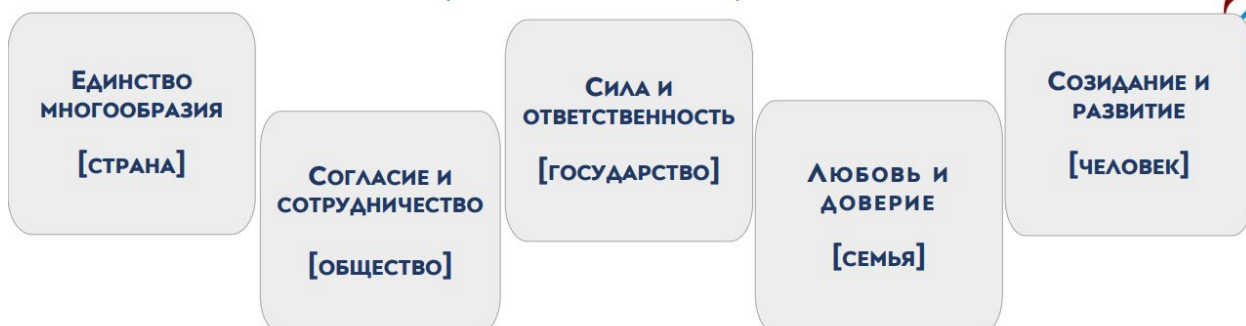 Единство
многообразия
[страна]
Согласие и
сотрудничество
[общество]
Сила и
ответственность
[государство]
Любовь и
доверие
[семья]
Созидание и
развитие
[человек]